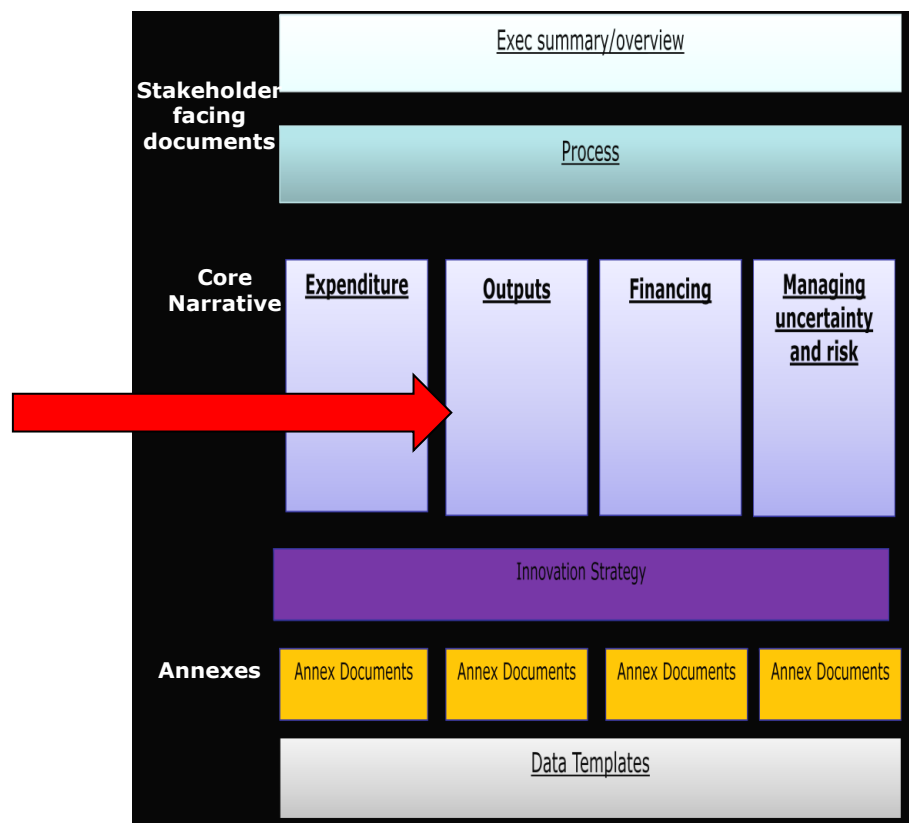 Exec summary/overview
Stakeholder
facing
documents
Process
Core
Narrative
Expenditure
Outputs
Financing
Managing
uncertainty
and risk
Innovation Strategy
Annexes
Annex Documents
Annex Documents
Annex Documents
Annex Documents
Data Templates